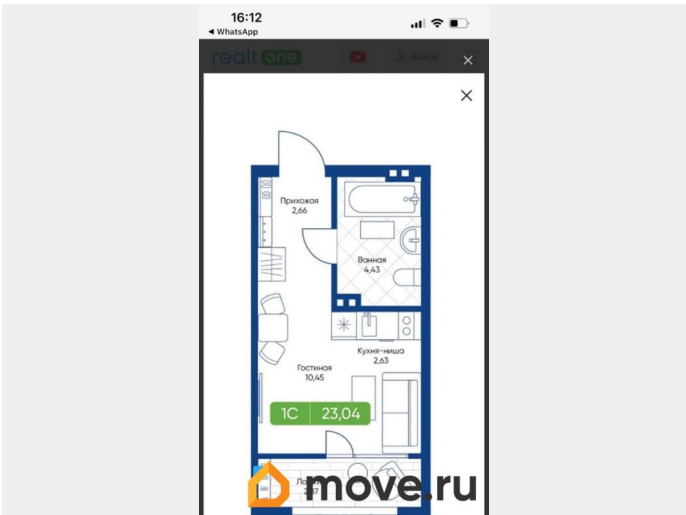 16:12
◄ WhatsApp
realt one
Войти
Прихожая
2,66
Ванная
4,43
Кухня-ниша
2,63
Гостиная
10,45
1С 23,04
move.ru